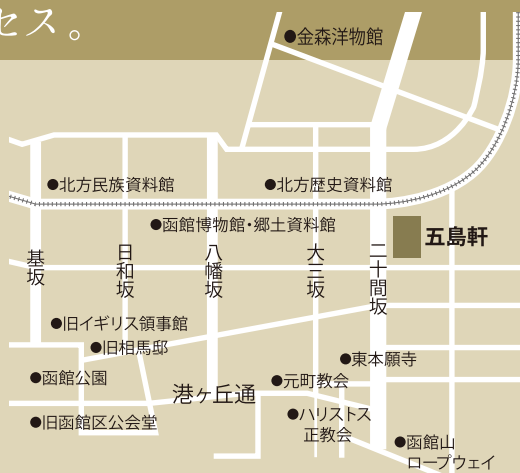 セス。
●金森洋物館
●北方民族資料館
●北方歴史資料館
●函館博物館・郷土資料館
五島軒
基坂
日和坂
八幡坂
大三坂
二十間坂
●旧イギリス領事館
●旧相馬邸
●東本願寺
●函館公園
●元町教会
港ヶ丘通
●旧函館区公会堂
●ハリストス
正教会
●函館山
ロープウェイ